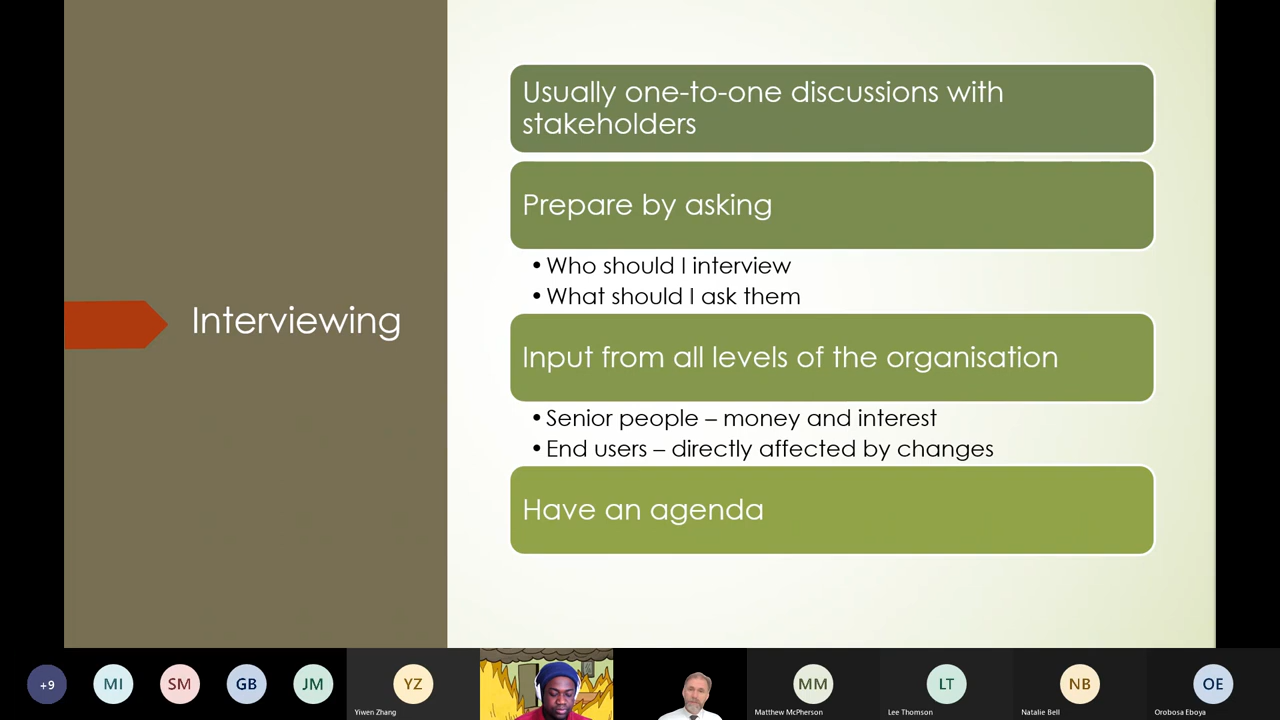 Interviewing
Usually one-to-one discussions with
stakeholders
Prepare by asking
• Who should I interview
• What should I ask them
Input from all levels of the organisation
• Senior people – money and interest
• End users – directly affected by changes
Have an agenda
+9
MI
SM
GB
JM
YZ
Yiwen Zhang
MM
Matthew McPherson
LT
Lee Thomson
NB
Natalie Bell
OE
Orobosa Eboya